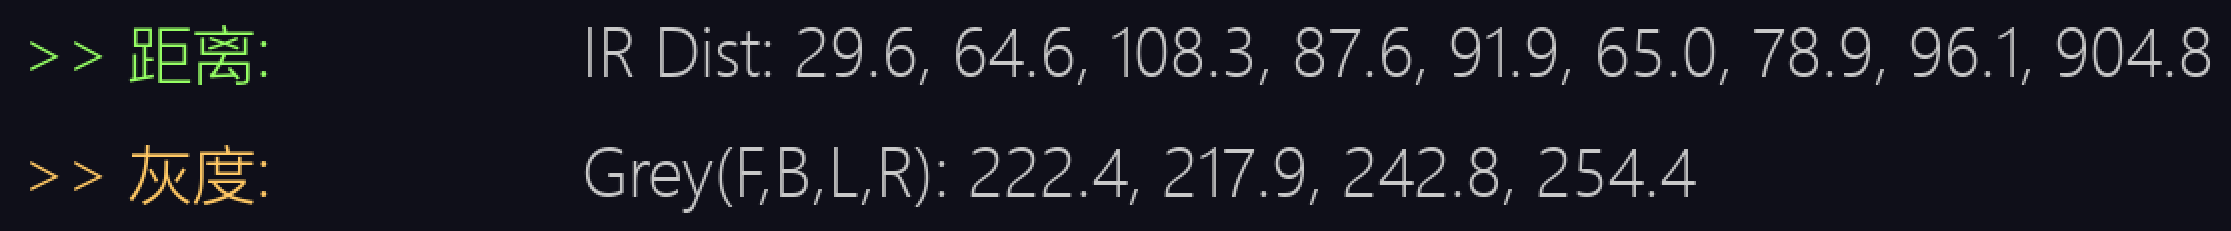 >> 距离: IR Dist: 29.6, 64.6, 108.3, 87.6, 91.9, 65.0, 78.9, 96.1, 904.8
>> 灰度: Grey(F,B,L,R): 222.4, 217.9, 242.8, 254.4